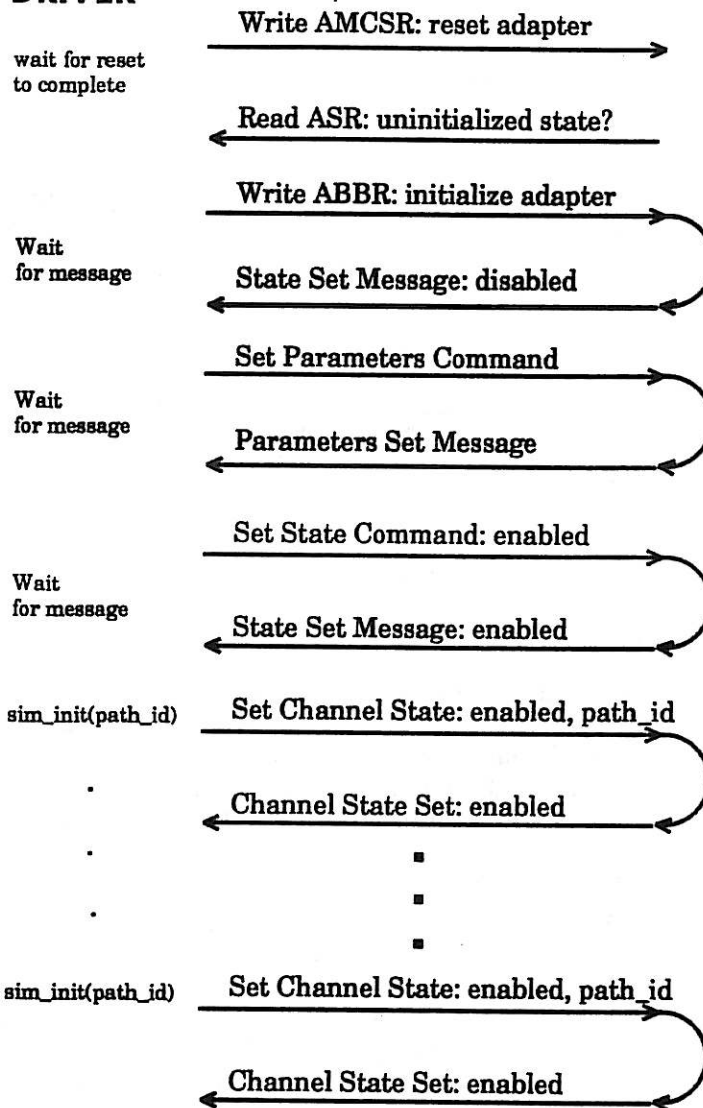 DRIVER
Write AMCSR: reset adapter
wait for reset
to complete
Read ASR: uninitialized state?
Write ABBR: initialize adapter
Wait
for message
State Set Message: disabled
Set Parameters Command
Wait
for message
Parameters Set Message
Set State Command: enabled
Wait
for message
State Set Message: enabled
sim_init(path_id)
Set Channel State: enabled, path_id
Channel State Set: enabled
sim_init(path_id)
Set Channel State: enabled, path_id
Channel State Set: enabled